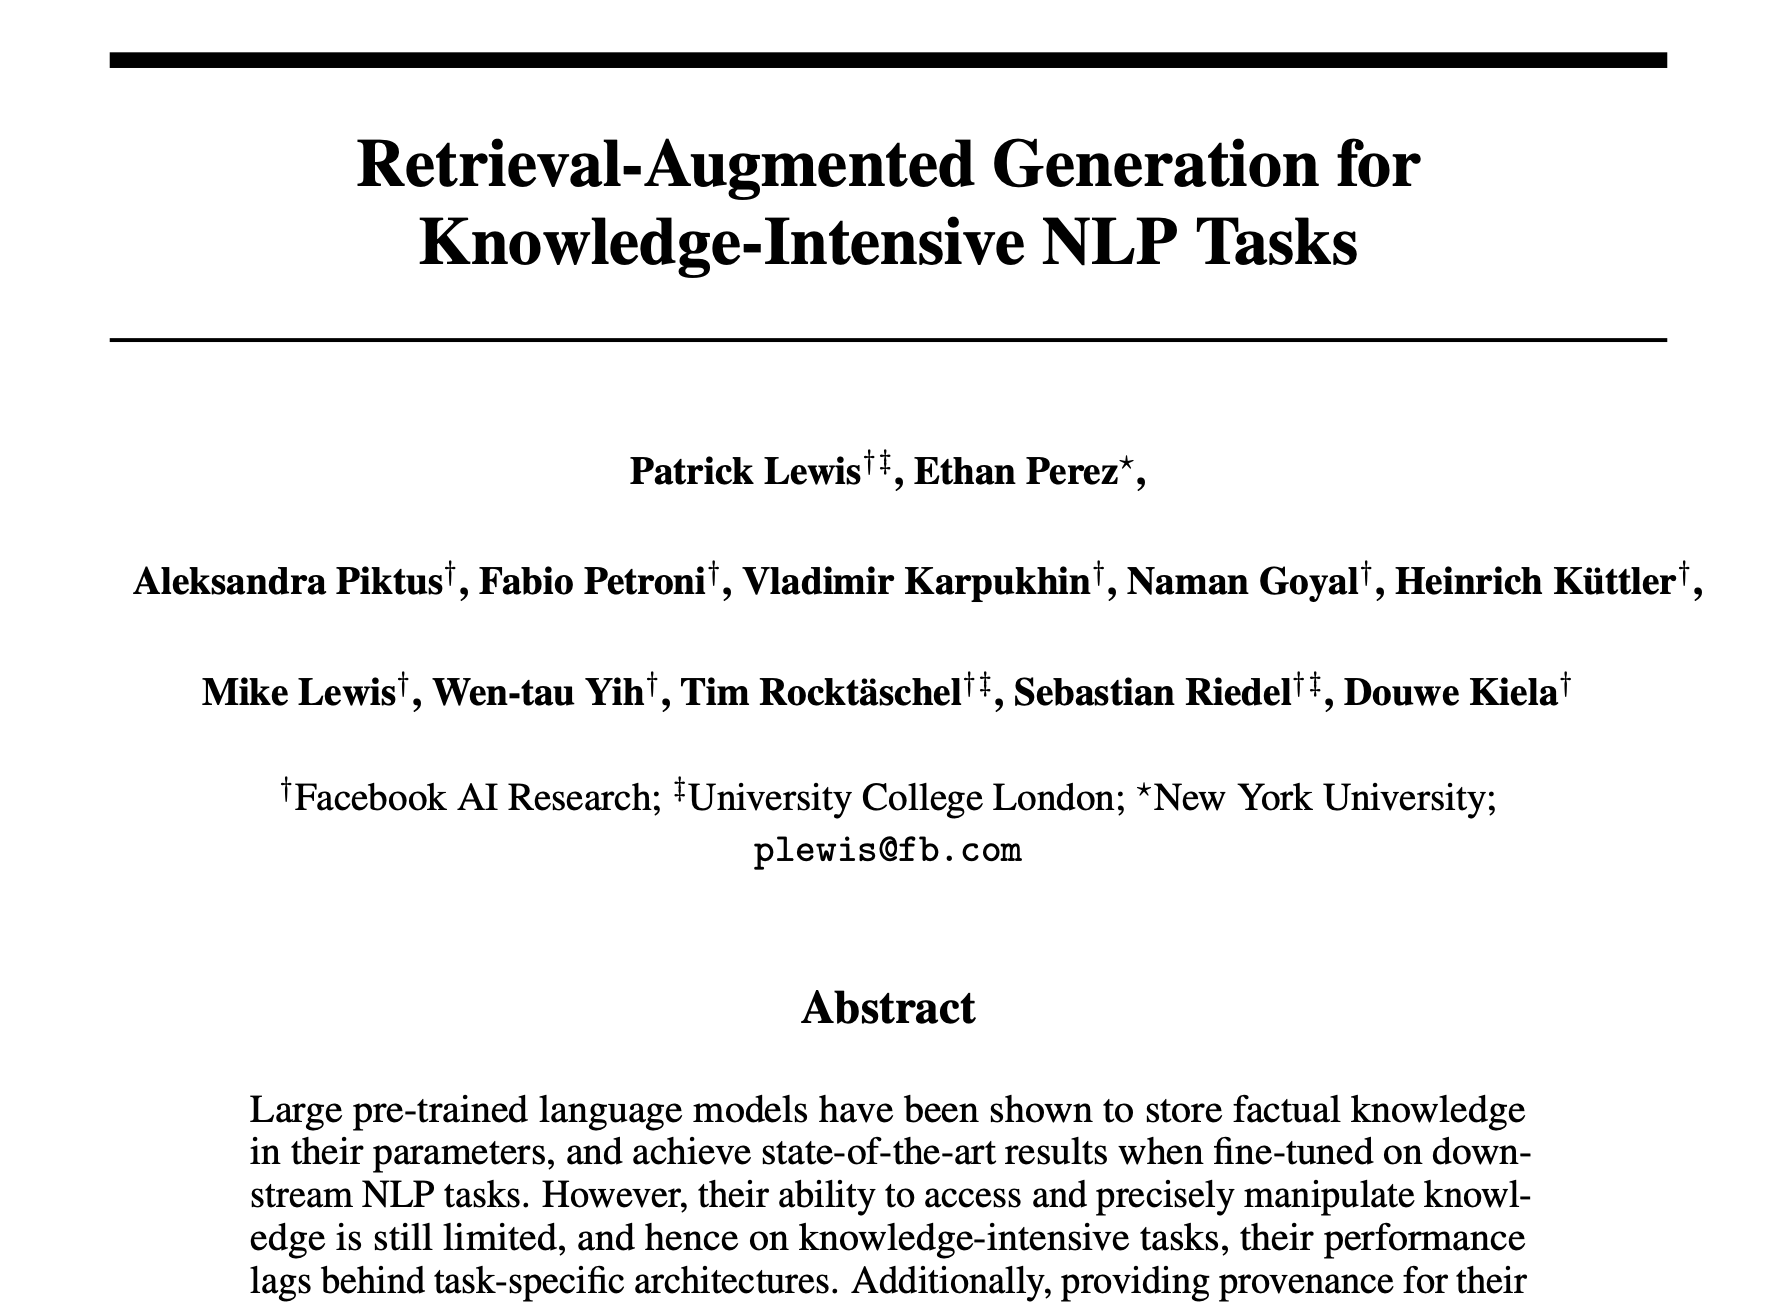 Retrieval-Augmented Generation for
Knowledge-Intensive NLP Tasks
Patrick Lewis†‡, Ethan Perez⋆,
Aleksandra Piktus†, Fabio Petroni†, Vladimir Karpukhin†, Naman Goyal†, Heinrich Küttler†,
Mike Lewis†, Wen-tau Yih†, Tim Rocktäschel†‡, Sebastian Riedel†‡, Douwe Kiela†
†Facebook AI Research; ‡University College London; ⋆New York University;
plewis@fb.com
Abstract
Large pre-trained language models have been shown to store factual knowledge
in their parameters, and achieve state-of-the-art results when fine-tuned on down-
stream NLP tasks. However, their ability to access and precisely manipulate knowl-
edge is still limited, and hence on knowledge-intensive tasks, their performance
lags behind task-specific architectures. Additionally, providing provenance for their